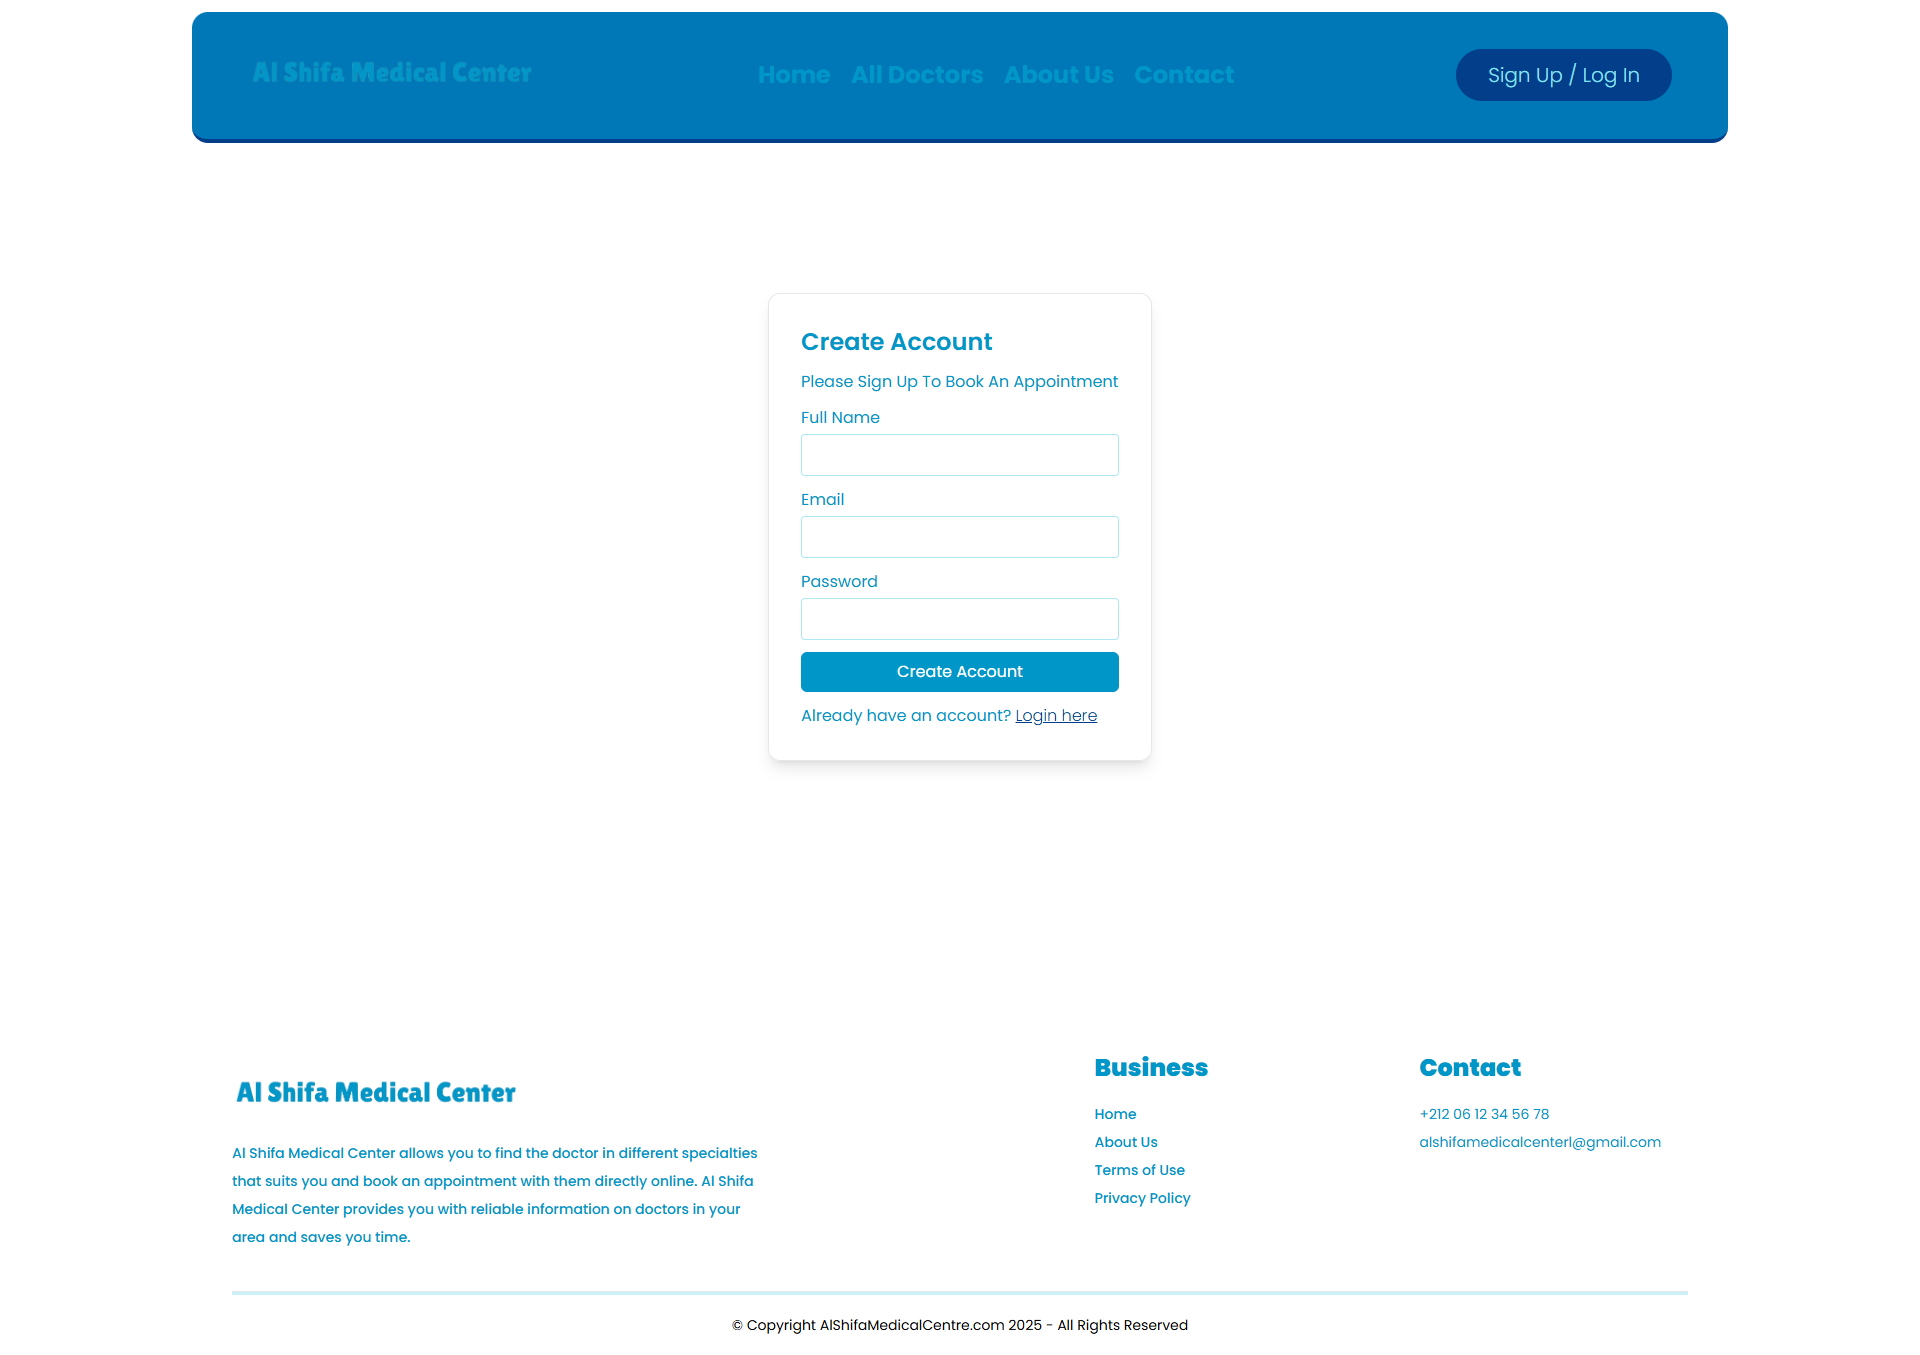 Al Shifa Medical Center
Home All Doctors About Us Contact
Sign Up / Log In
Create Account
Please Sign Up To Book An Appointment
Full Name
Email
Password
Create Account
Already have an account? Login here
Al Shifa Medical Center
Al Shifa Medical Center allows you to find the doctor in different specialties
that suits you and book an appointment with them directly online. Al Shifa
Medical Center provides you with reliable information on doctors in your
area and saves you time.
Business
Home
About Us
Terms of Use
Privacy Policy
Contact
+212 06 12 34 56 78
alshifamedicalcenterl@gmail.com
© Copyright AlShifaMedicalCentre.com 2025 - All Rights Reserved